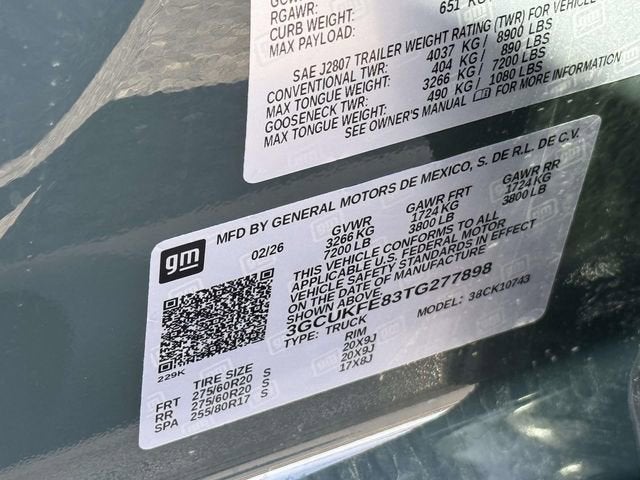 RGAWR:
651 KG
CURB WEIGHT:
MAX PAYLOAD:
SAE J2807 TRAILER WEIGHT RATING (TWR) FOR VEHICLE
CONVENTIONAL TWR: 4037 KG / 8900 LBS
MAX TONGUE WEIGHT: 404 KG / 890 LBS
GOOSENECK TWR: 3266 KG / 7200 LBS
MAX TONGUE WEIGHT: 490 KG / 1080 LBS
SEE OWNER'S MANUAL FOR MORE INFORMATION
gm
MFD BY GENERAL MOTORS DE MEXICO, S. DE R.L. DE C.V.
02/26 GVWR GAWR FRT GAWR RR
3266 KG 1724 KG 1724 KG
7200 LB 3800 LB 3800 LB
THIS VEHICLE CONFORMS TO ALL
APPLICABLE U.S. FEDERAL MOTOR
VEHICLE SAFETY STANDARDS IN EFFECT
ON THE DATE OF MANUFACTURE
SHOWN ABOVE.
3GCUKFE83TG277898
TYPE: TRUCK MODEL: 38CK10743
229K
TIRE SIZE RIM
FRT 275/60R20 S 20X9J
RR 275/60R20 S 20X9J
SPA 255/80R17 S 17X8J